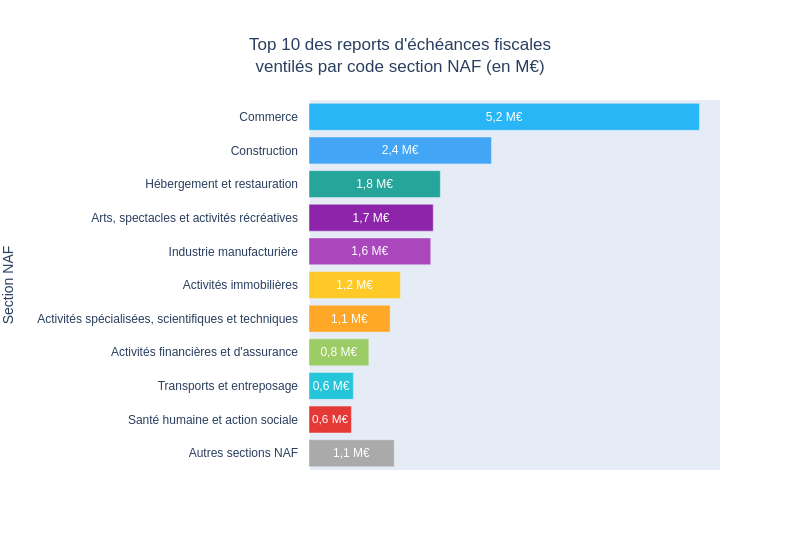 Top 10 des reports d'échéances fiscales
ventilés par code section NAF (en M€)
Section NAF
Commerce 5,2 M€
Construction 2,4 M€
Hébergement et restauration 1,8 M€
Arts, spectacles et activités récréatives 1,7 M€
Industrie manufacturière 1,6 M€
Activités immobilières 1,2 M€
Activités spécialisées, scientifiques et techniques 1,1 M€
Activités financières et d'assurance 0,8 M€
Transports et entreposage 0,6 M€
Santé humaine et action sociale 0,6 M€
Autres sections NAF 1,1 M€